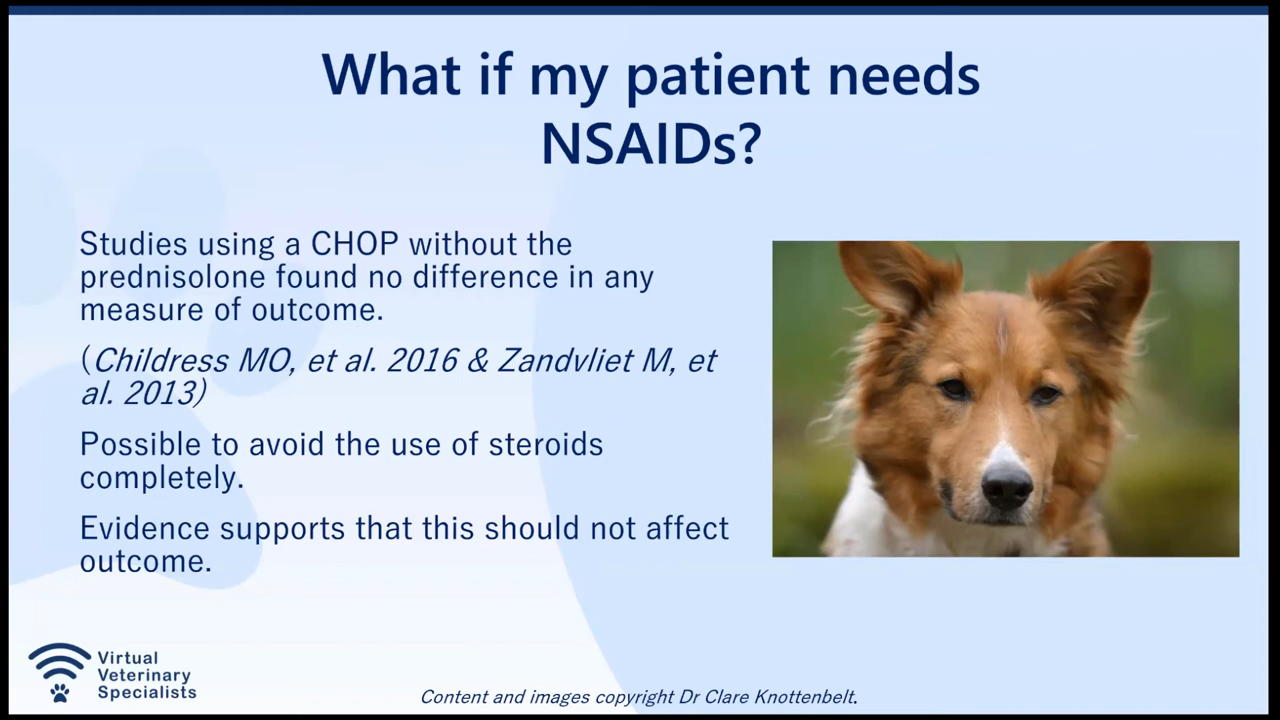 What if my patient needs
NSAIDs?
Studies using a CHOP without the
prednisolone found no difference in any
measure of outcome.
(Childress MO, et al. 2016 & Zandvliet M, et
al. 2013)
Possible to avoid the use of steroids
completely.
Evidence supports that this should not affect
outcome.
Virtual
Veterinary
Specialists
Content and images copyright Dr Clare Knottenbelt.